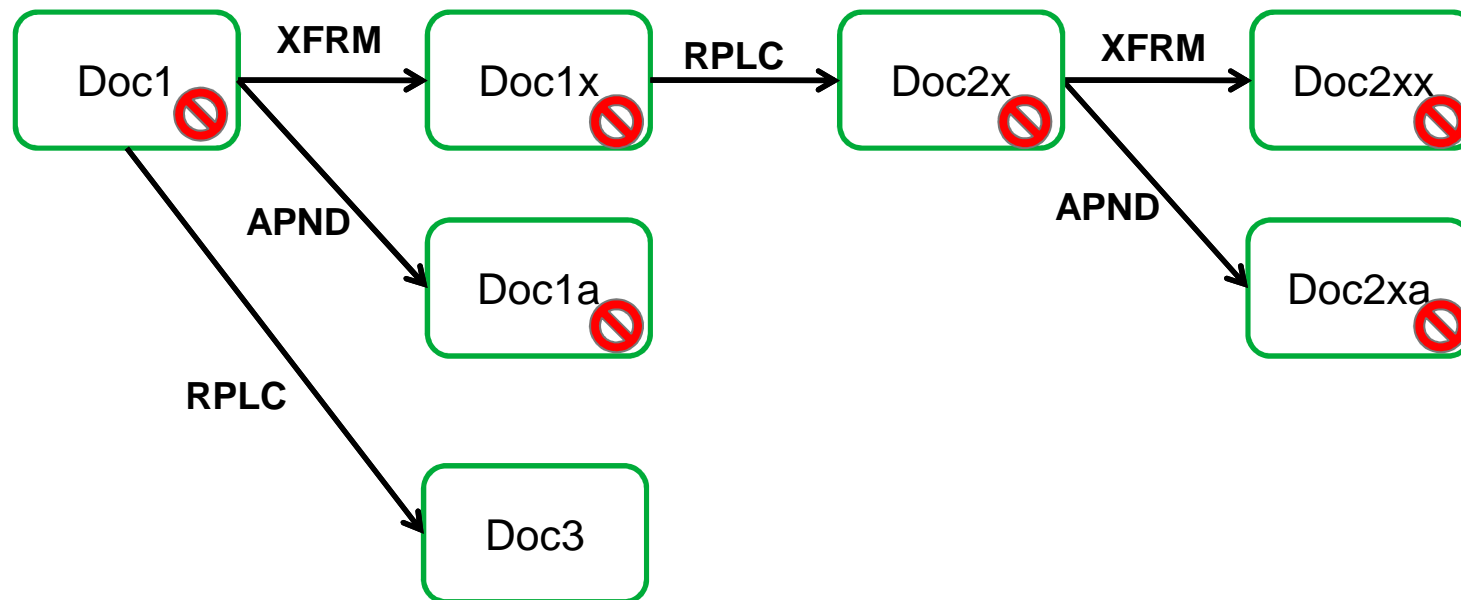 XFRM
RPLC
XFRM
Doc1
Doc1x
Doc2x
Doc2xx
APND
APND
Doc1a
Doc2xa
RPLC
Doc3